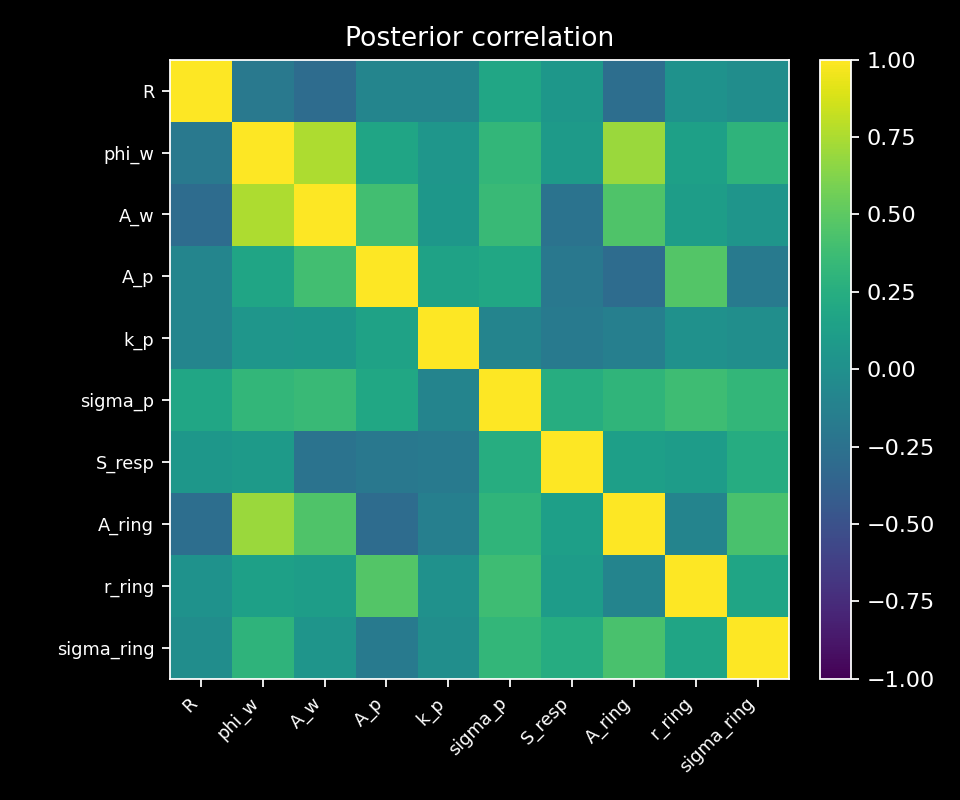 Posterior correlation
R
phi_w
A_w
A_p
k_p
sigma_p
S_resp
A_ring
r_ring
sigma_ring
R
phi_w
A_w
A_p
k_p
sigma_p
S_resp
A_ring
r_ring
sigma_ring
1.00
0.75
0.50
0.25
0.00
−0.25
−0.50
−0.75
−1.00